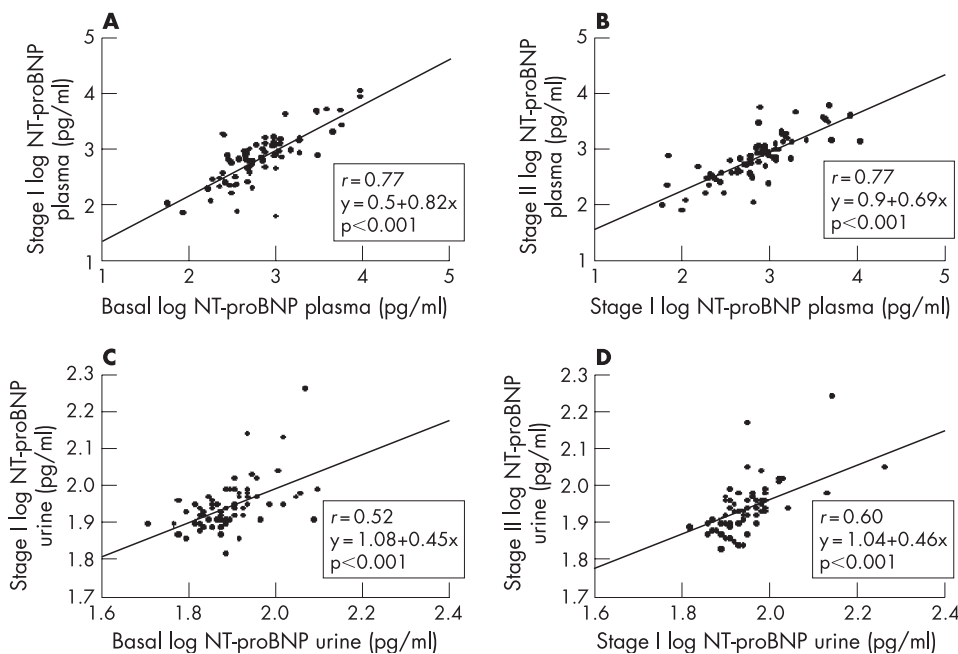 A
Stage I log NT-proBNP
plasma (pg/ml)
5
4
3
2
1
1 2 3 4 5
r=0.77
y=0.5+0.82x
p<0.001
Basal log NT-proBNP plasma (pg/ml)
B
Stage II log NT-proBNP
plasma (pg/ml)
5
4
3
2
1
1 2 3 4 5
r=0.77
y=0.9+0.69x
p<0.001
Stage I log NT-proBNP plasma (pg/ml)
C
Stage I log NT-proBNP
urine (pg/ml)
2.3
2.2
2.1
2.0
1.9
1.8
1.7
1.6 1.8 2.0 2.2 2.4
r=0.52
y=1.08+0.45x
p<0.001
Basal log NT-proBNP urine (pg/ml)
D
Stage II log NT-proBNP
urine (pg/ml)
2.3
2.2
2.1
2.0
1.9
1.8
1.7
1.6 1.8 2.0 2.2 2.4
r=0.60
y=1.04+0.46x
p<0.001
Stage I log NT-proBNP urine (pg/ml)